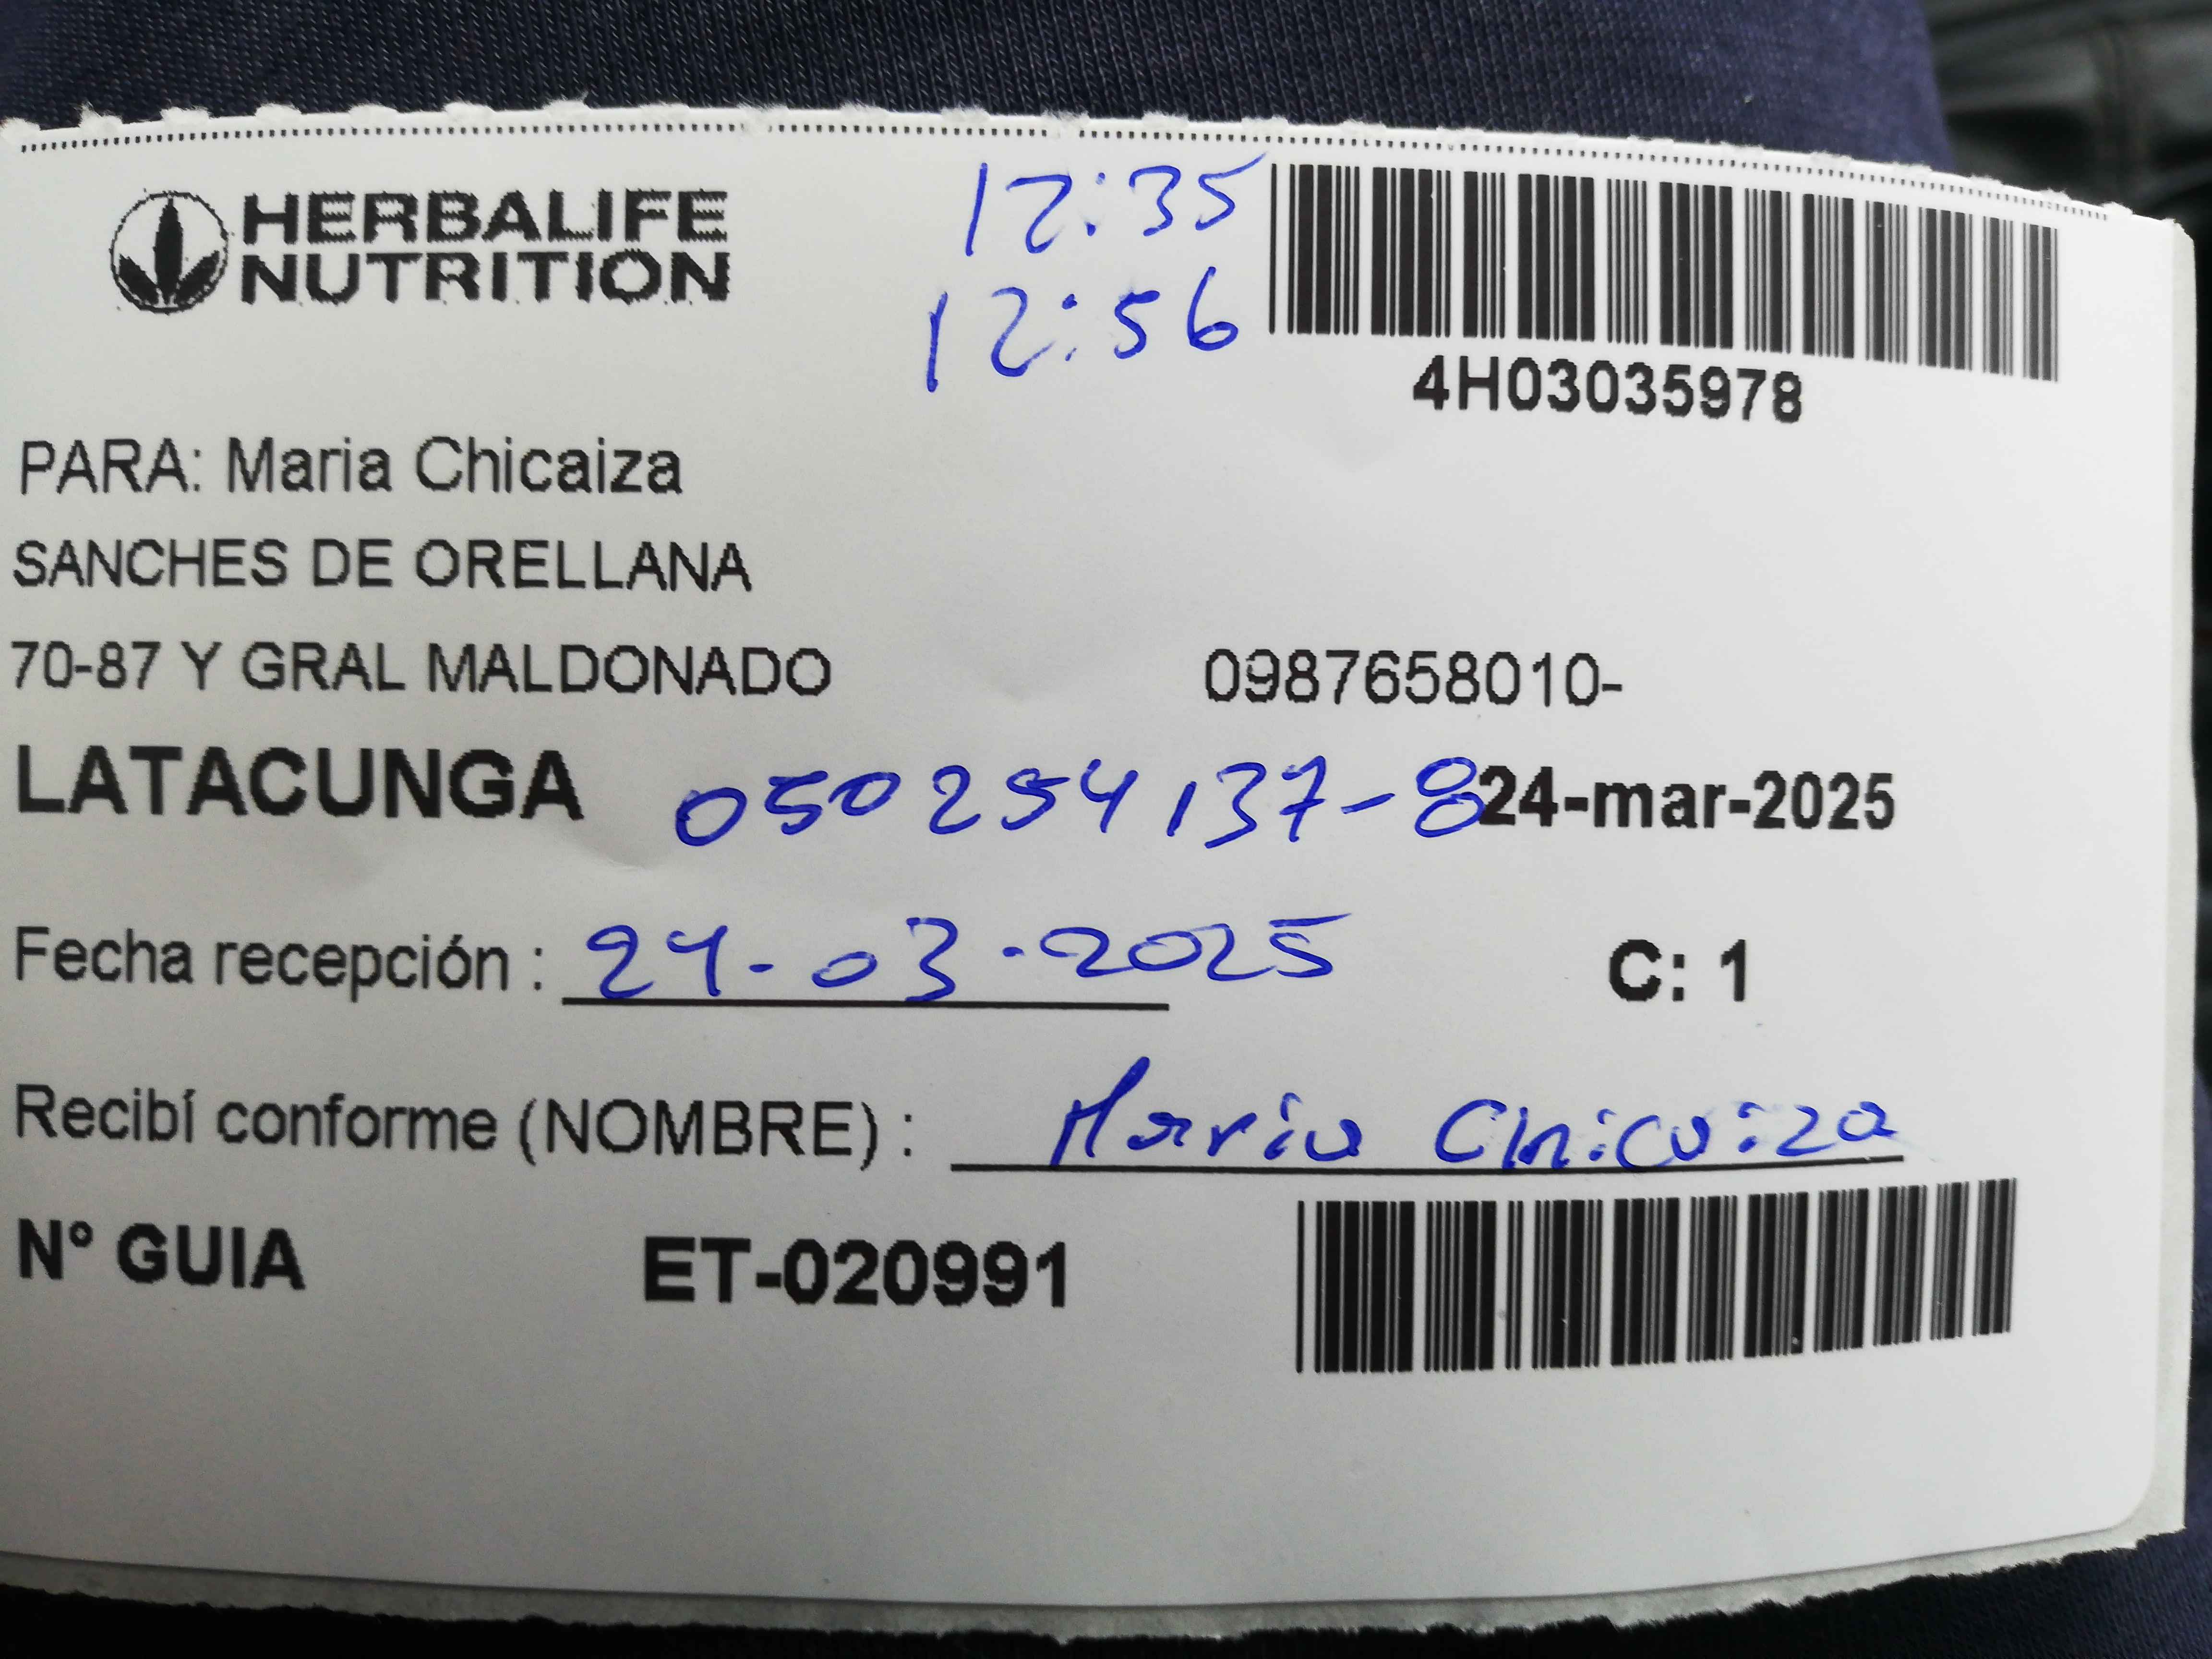 HERBALIFE
NUTRITION
12:35
12:56
4H03035978
PARA: Maria Chicaiza
SANCHES DE ORELLANA
70-87 Y GRAL MALDONADO 0987658010-
LATACUNGA 050254137-8 24-mar-2025
Fecha recepción : 24-03-2025 C: 1
Recibí conforme (NOMBRE) : Maria Chicaiza
N° GUIA ET-020991